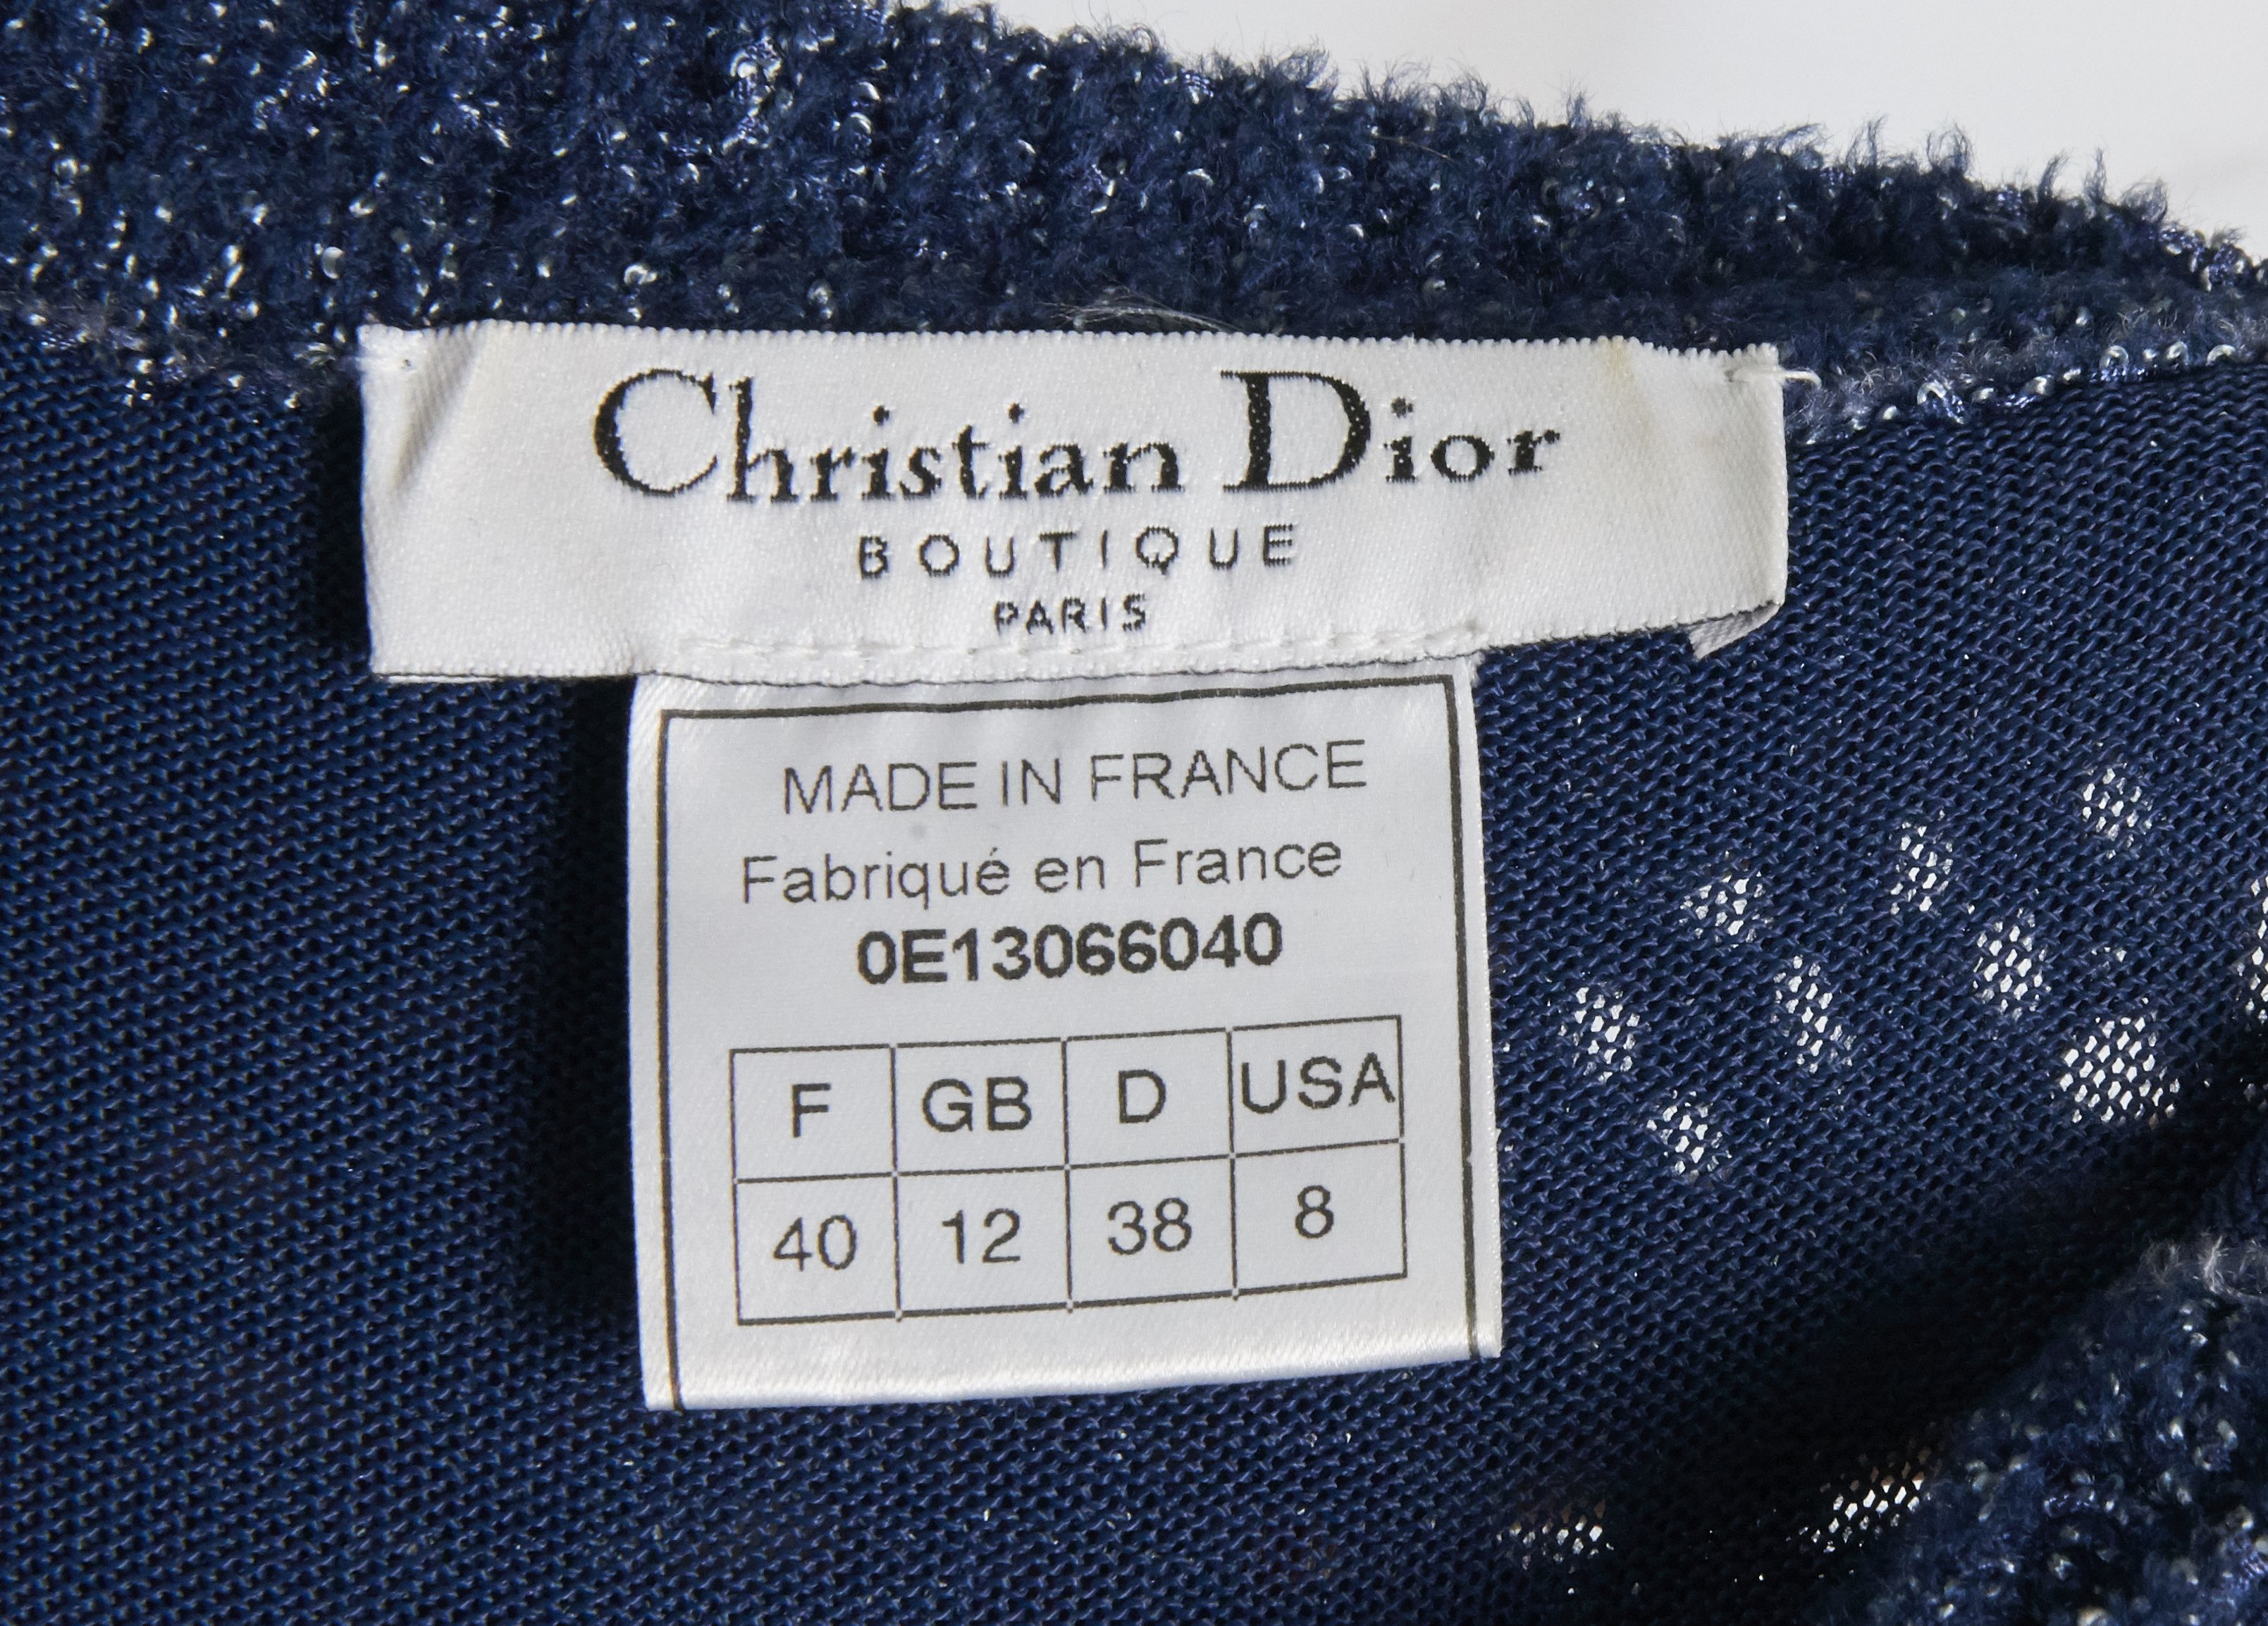 Christian Dior
BOUTIQUE
PARIS
MADE IN FRANCE
Fabriqué en France
0E13066040
F GB D USA
40 12 38 8